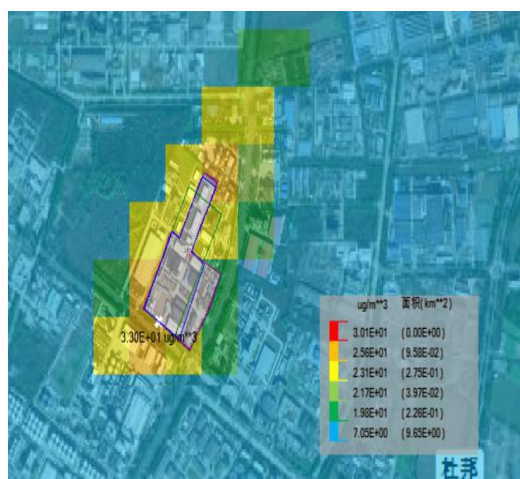 3.30E+01 ug/m**3
ug/m**3 面积(km**2)
3.01E+01 (0.00E+00)
2.56E+01 (9.58E-02)
2.31E+01 (2.75E-01)
2.17E+01 (3.97E-02)
1.98E+01 (2.26E-01)
7.05E+00 (9.65E+00)
杜邦